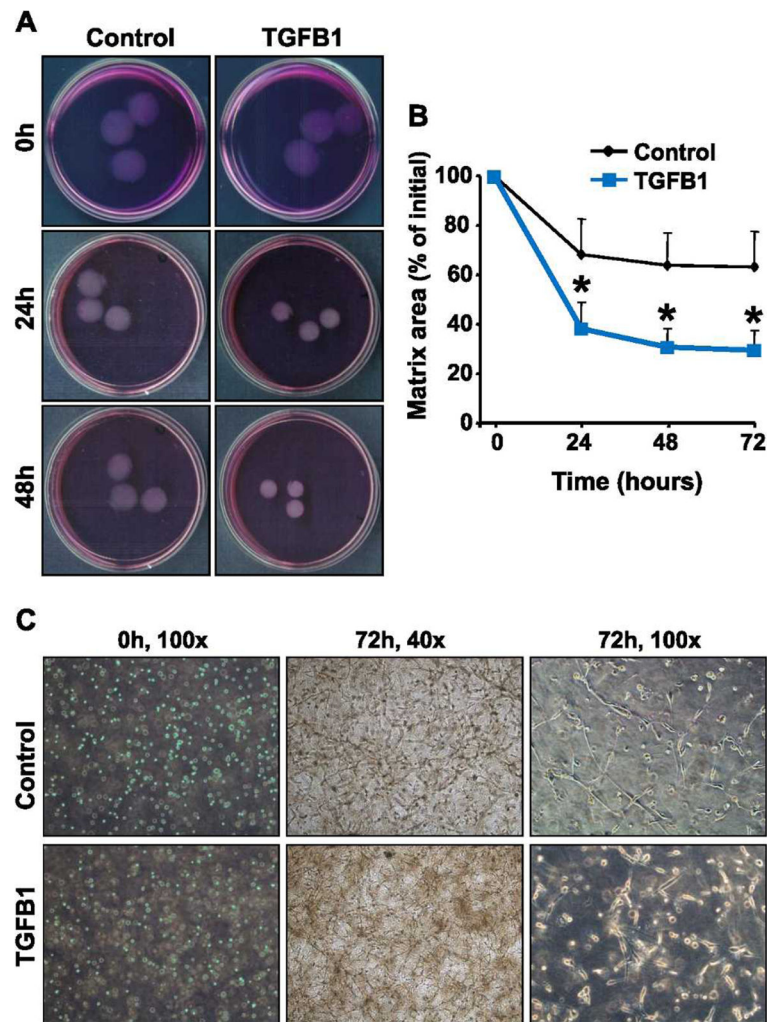 A
Control TGFB1
0h
24h
48h
B
Control
TGFB1
Matrix area (% of initial)
100
80
60
40
20
0
*
*
*
0 24 48 72
Time (hours)
C
0h, 100x 72h, 40x 72h, 100x
Control
TGFB1